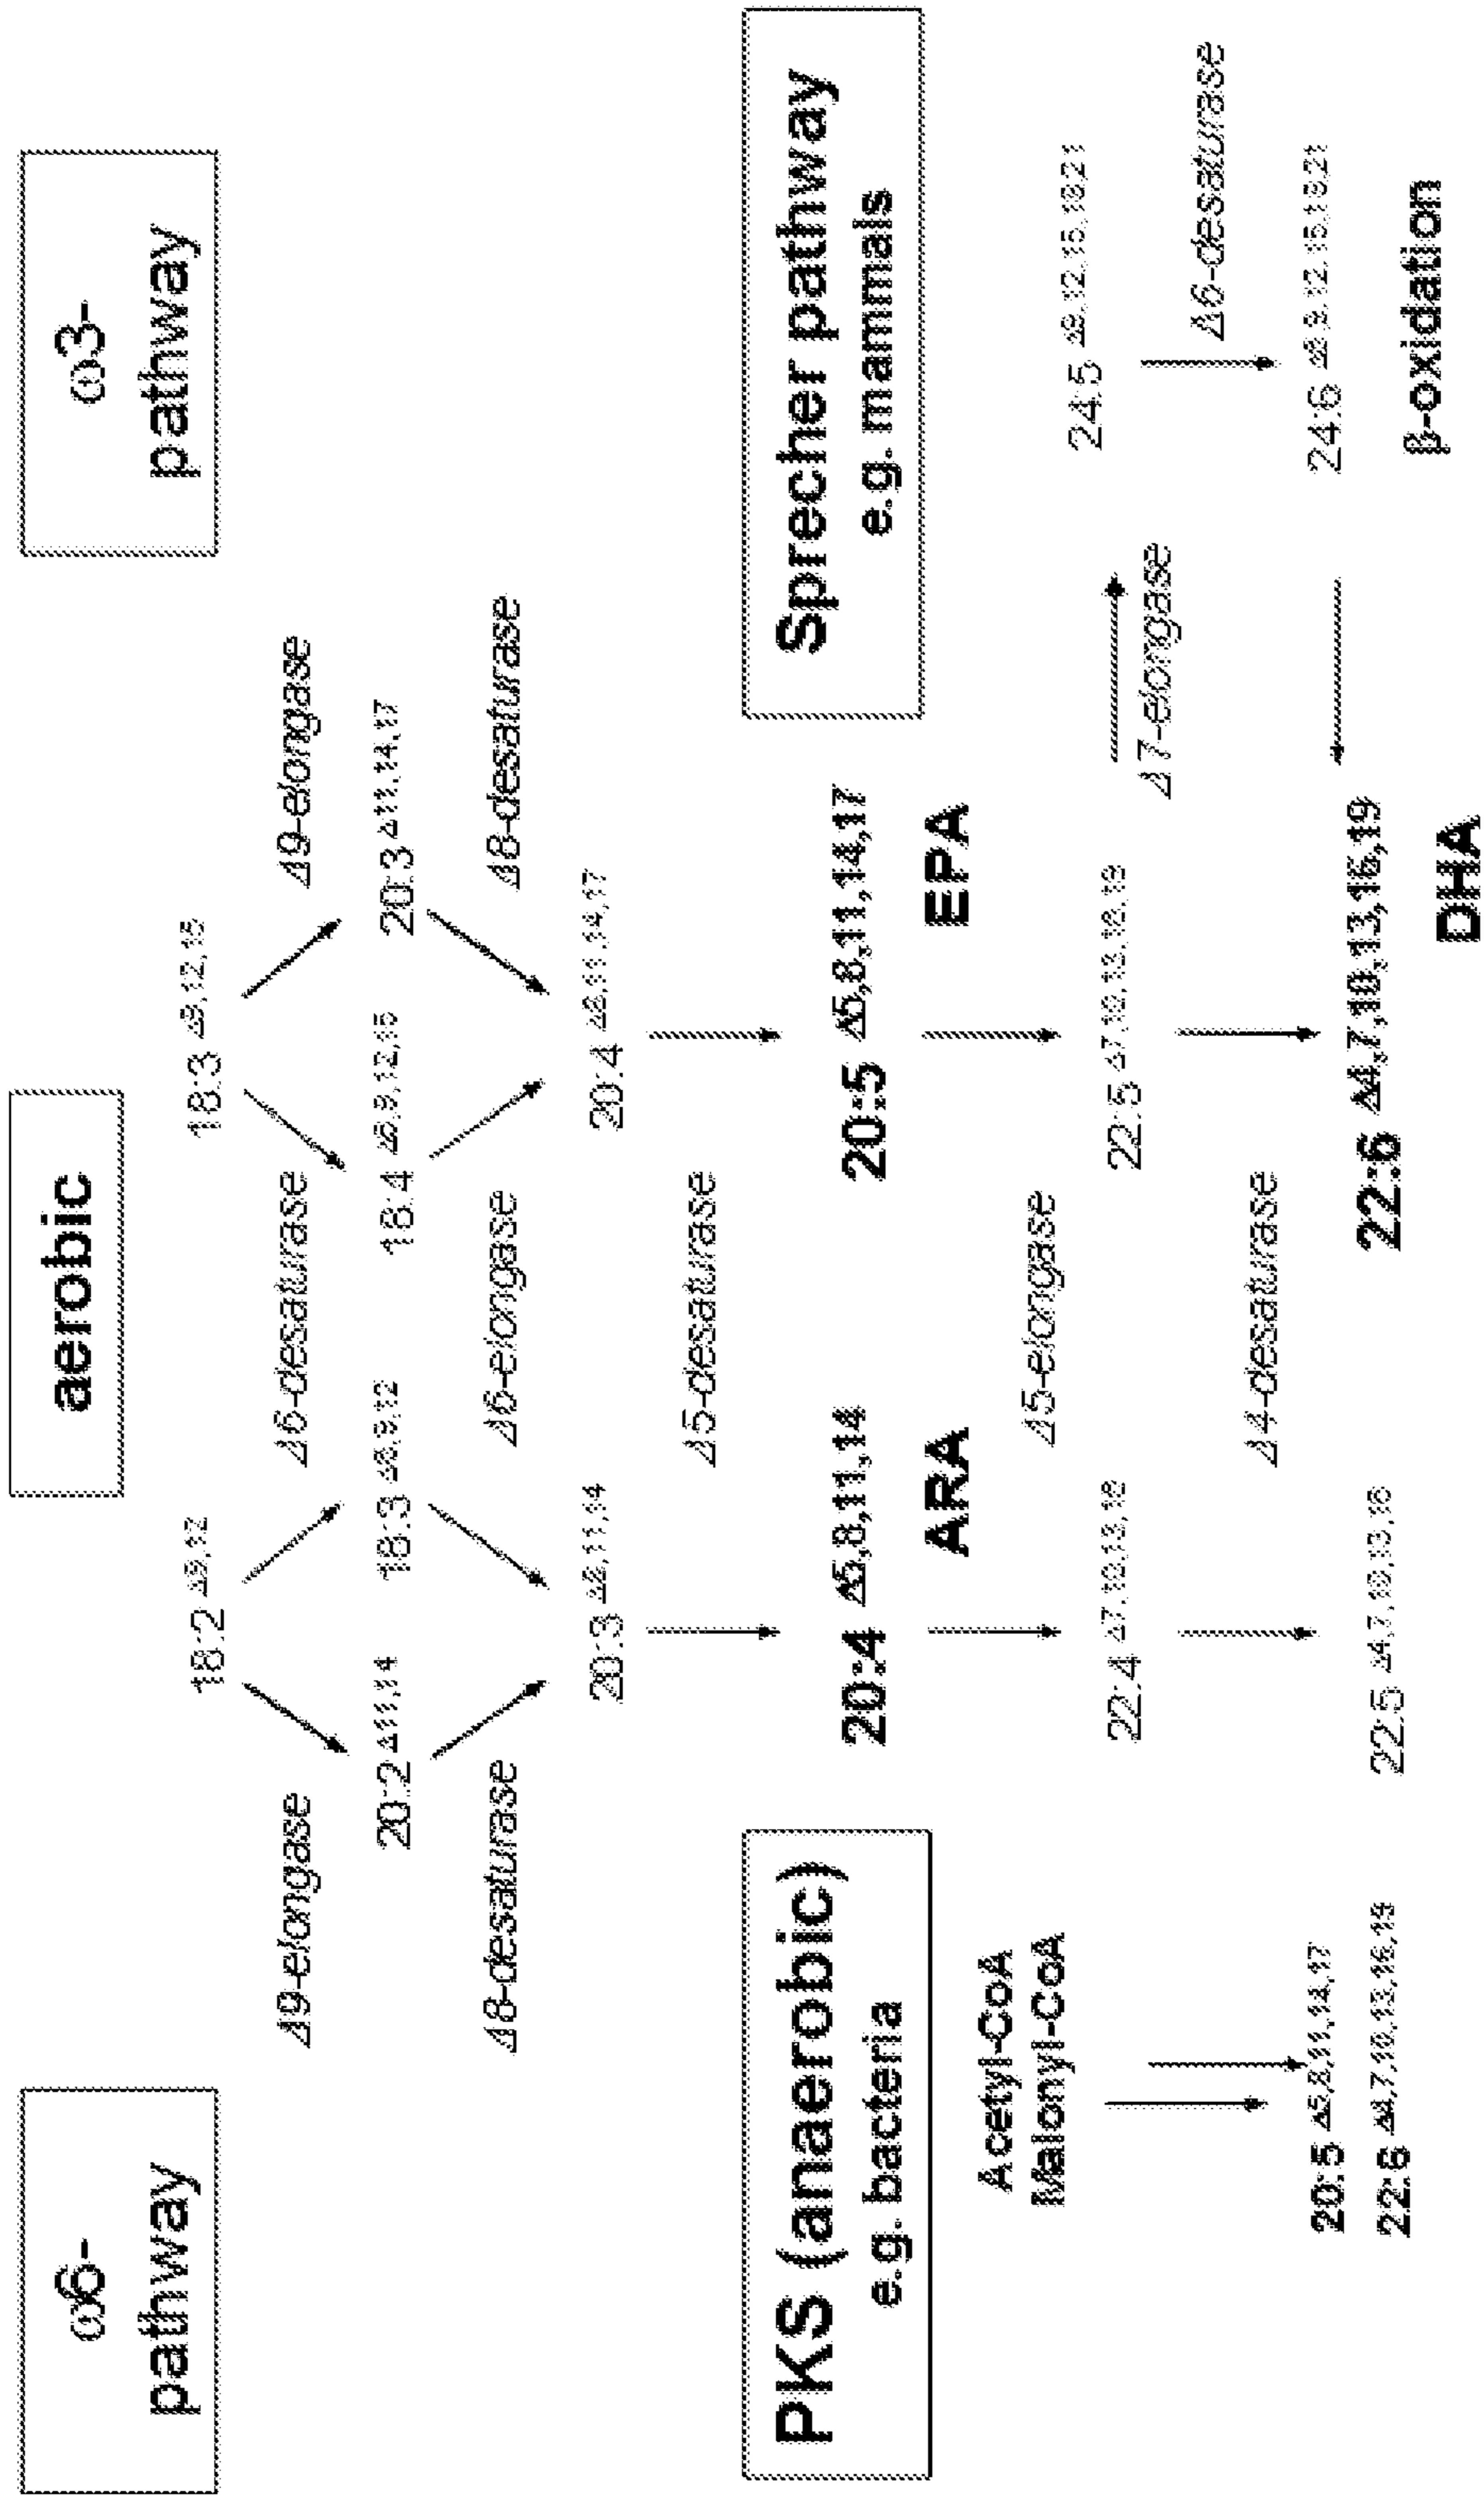 aerobic
ω6-
pathway
ω3-
pathway
18:2 Δ9,12
18:3 Δ9,12,15
Δ9-elongase
Δ6-desaturase
Δ9-elongase
20:2 Δ11,14
18:3 Δ6,9,12
18:4 Δ6,9,12,15
20:3 Δ11,14,17
Δ8-desaturase
Δ6-elongase
Δ8-desaturase
20:3 Δ8,11,14
20:4 Δ8,11,14,17
Δ5-desaturase
PKS (anaerobic)
e.g. bacteria
20:4 Δ5,8,11,14
ARA
20:5 Δ5,8,11,14,17
EPA
Sprecher pathway
e.g. mammals
Acetyl-CoA
Malonyl-CoA
Δ5-elongase
22:4 Δ7,10,13,16
22:5 Δ7,10,13,16,19
Δ7-elongase
24:5 Δ9,12,15,18,21
Δ4-desaturase
Δ6-desaturase
20:5 Δ5,8,11,14,17
22:6 Δ4,7,10,13,16,19
22:5 Δ4,7,10,13,16
22:6 Δ4,7,10,13,16,19
DHA
24:6 Δ6,9,12,15,18,21
β-oxidation